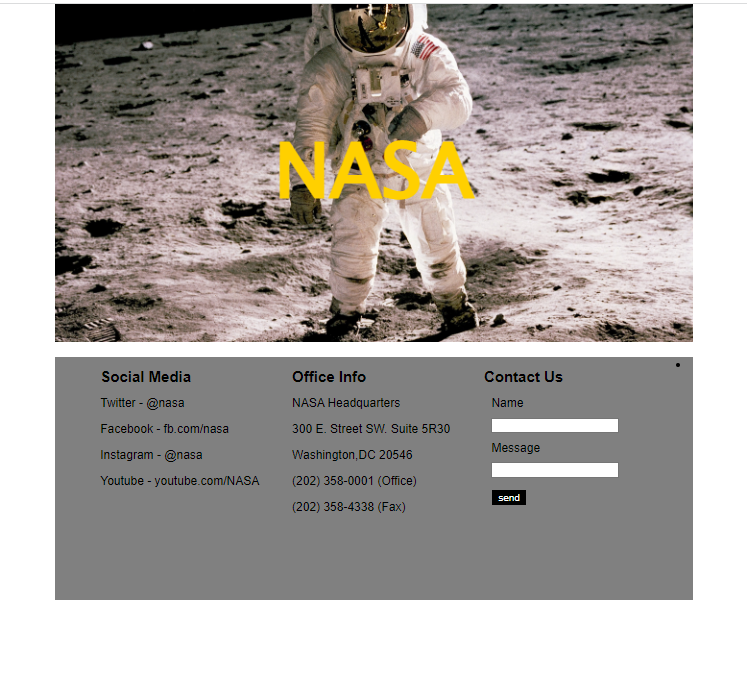 NASA
Social Media
Twitter - @nasa
Facebook - fb.com/nasa
Instagram - @nasa
Youtube - youtube.com/NASA
Office Info
NASA Headquarters
300 E. Street SW. Suite 5R30
Washington,DC 20546
(202) 358-0001 (Office)
(202) 358-4338 (Fax)
Contact Us
Name
Message
send